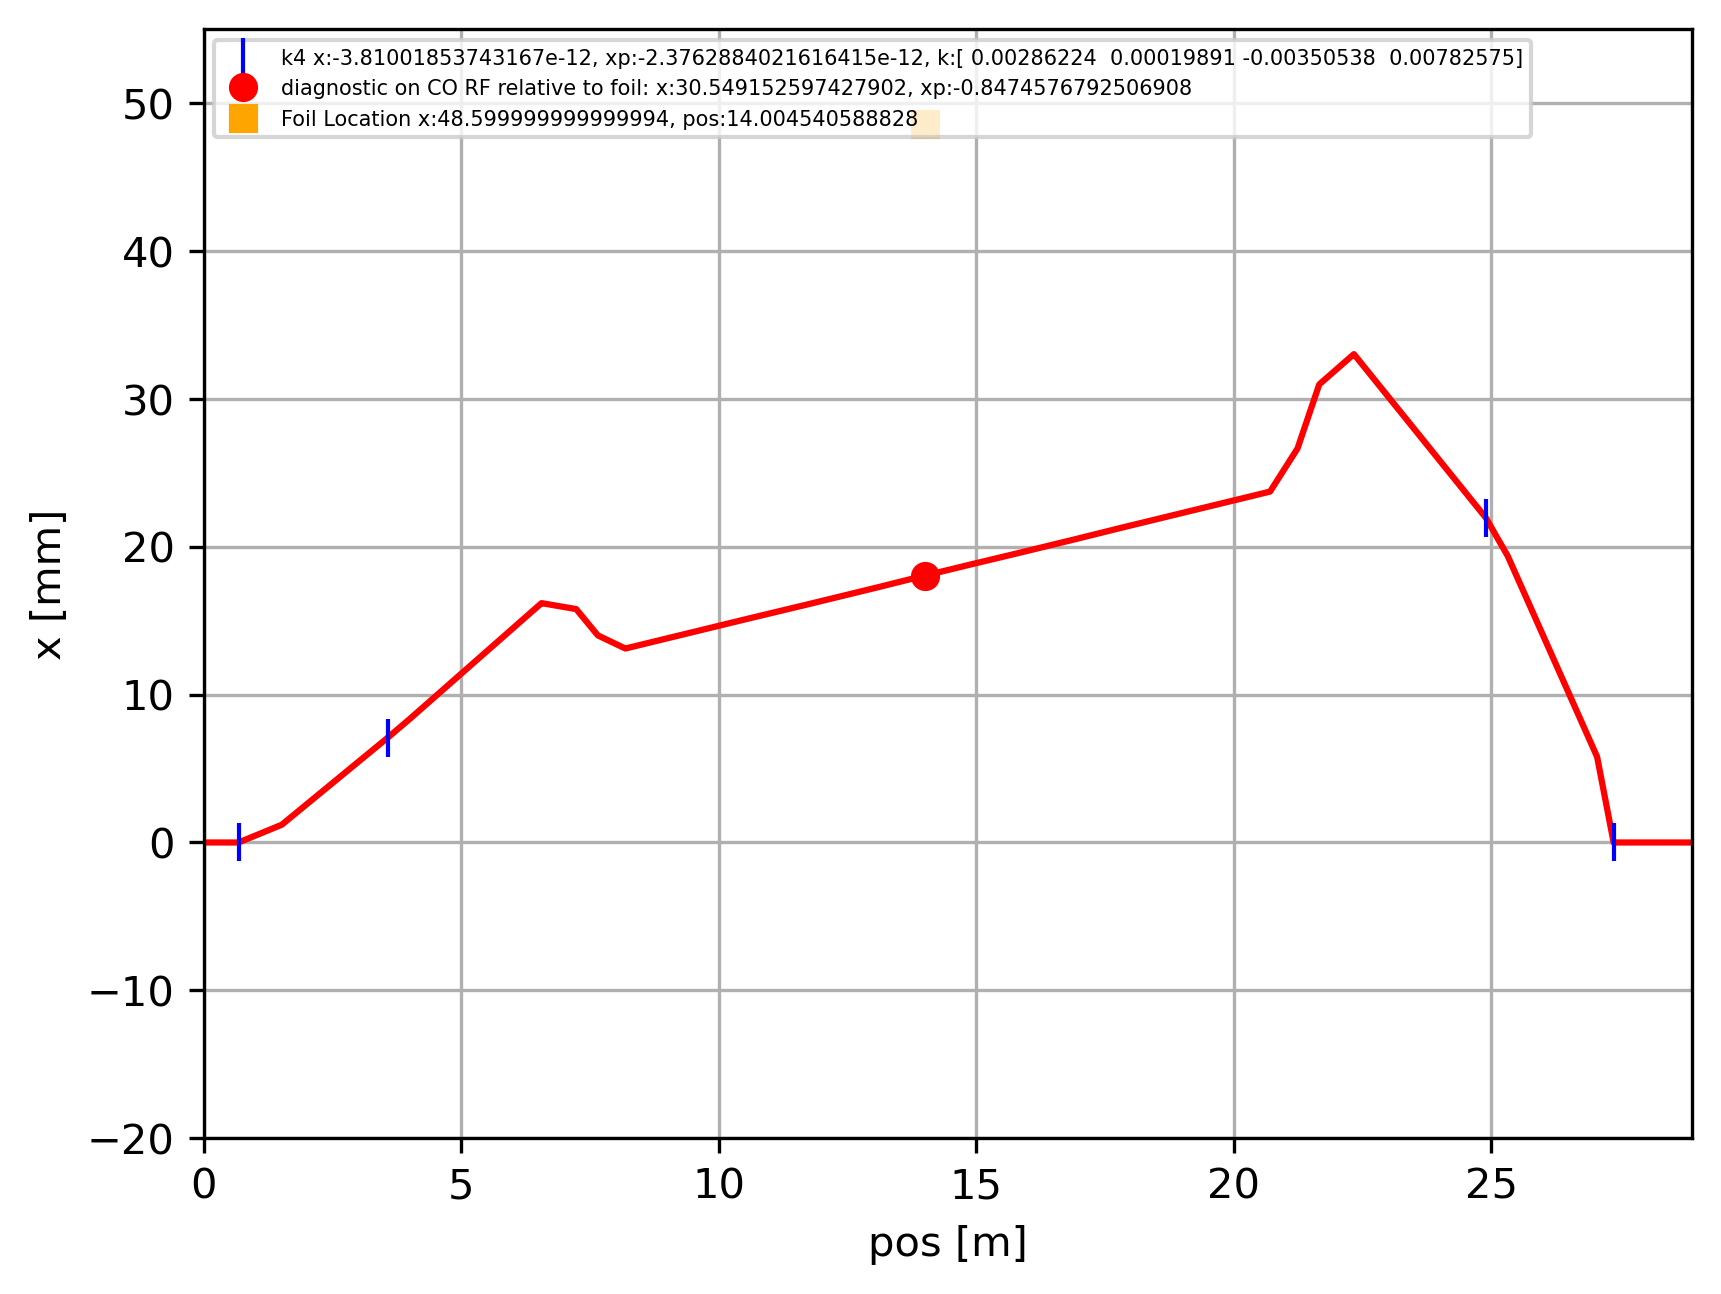 k4 x:-3.81001853743167e-12, xp:-2.3762884021616415e-12, k:[ 0.00286224  0.00019891 -0.00350538  0.00782575]
diagnostic on CO RF relative to foil: x:30.549152597427902, xp:-0.8474576792506908
Foil Location x:48.599999999999994, pos:14.004540588828
50
40
30
20
10
0
−10
−20
x [mm]
0 5 10 15 20 25
pos [m]